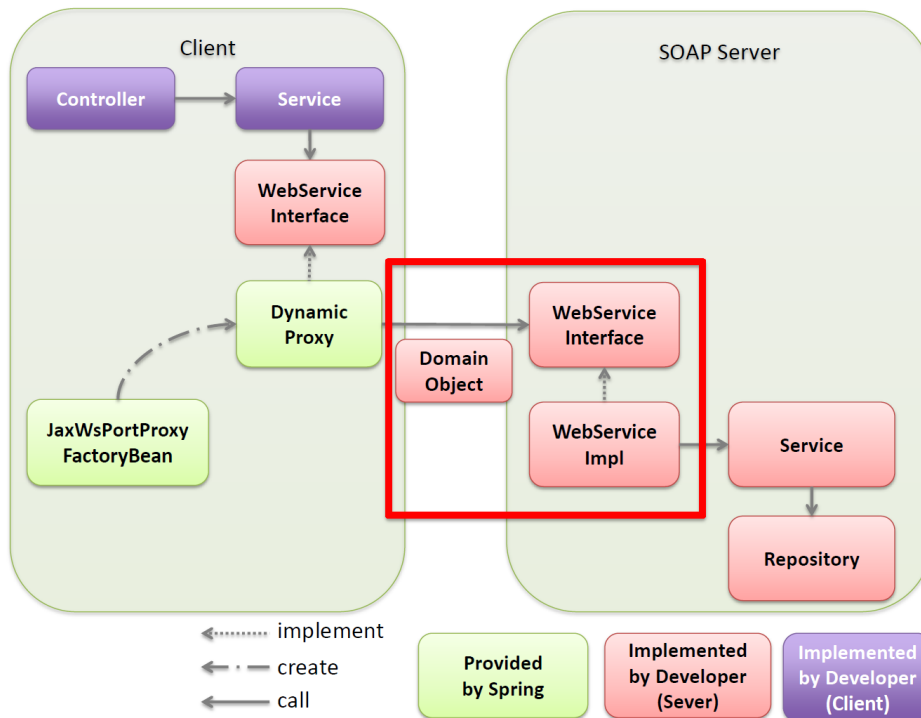 Client
SOAP Server
Controller
Service
WebService
Interface
Dynamic
Proxy
WebService
Interface
Domain
Object
JaxWsPortProxy
FactoryBean
WebService
Impl
Service
Repository
implement
create
call
Provided
by Spring
Implemented
by Developer
(Sever)
Implemented
by Developer
(Client)